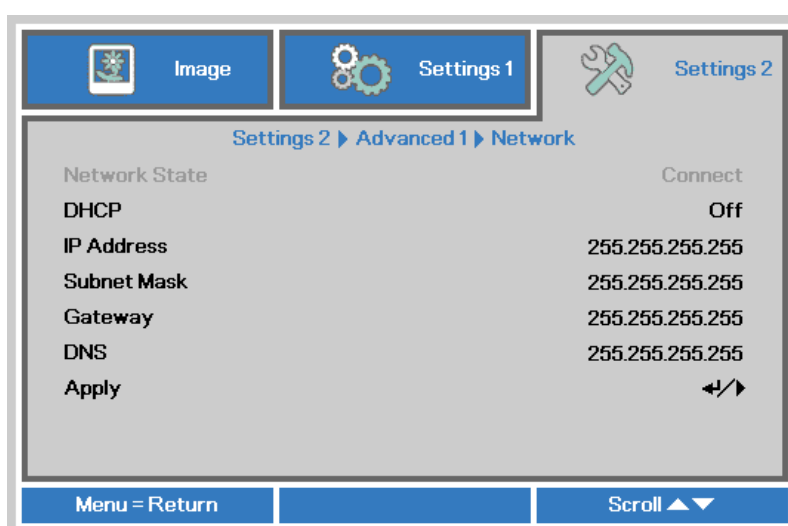 Image Settings 1 Settings 2
Settings 2 ▶ Advanced 1 ▶ Network
Network State Connect
DHCP Off
IP Address 255.255.255.255
Subnet Mask 255.255.255.255
Gateway 255.255.255.255
DNS 255.255.255.255
Apply ↵/▶
Menu = Return Scroll ▲▼